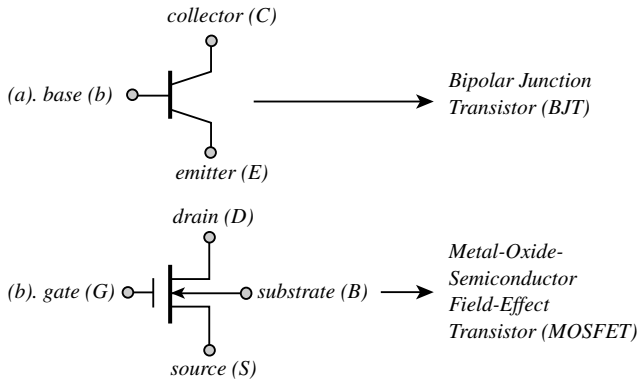 collector (C)
(a). base (b)
Bipolar Junction
Transistor (BJT)
emitter (E)
drain (D)
(b). gate (G)
substrate (B)
Metal-Oxide-
Semiconductor
Field-Effect
Transistor (MOSFET)
source (S)